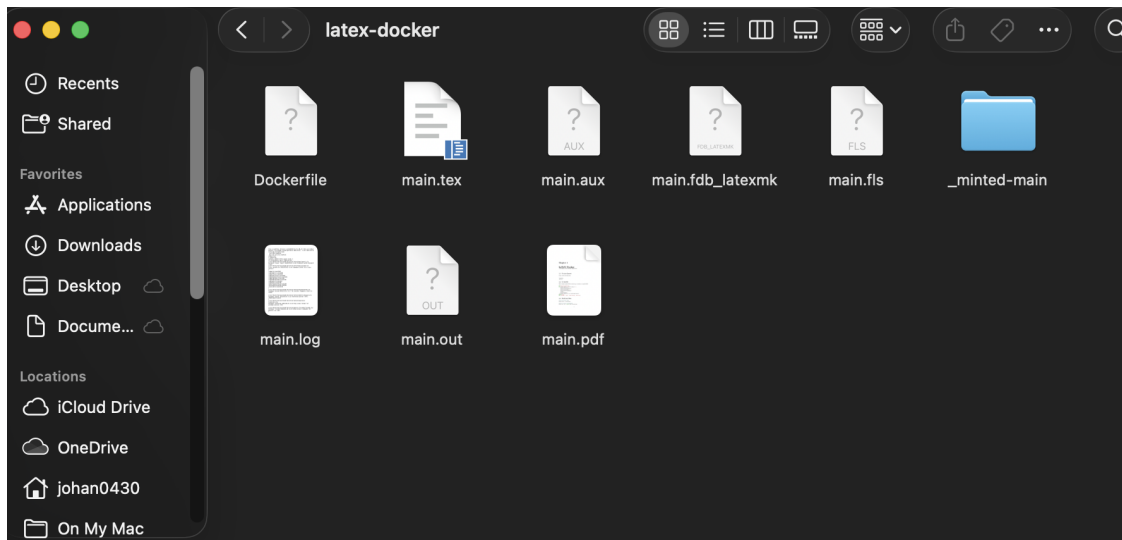 latex-docker
Recents
Shared
Favorites
Applications
Downloads
Desktop
Docume...
Locations
iCloud Drive
OneDrive
johan0430
On My Mac
?
?
AUX
?
FDB_LATEXMK
?
FLS
Dockerfile
main.tex
main.aux
main.fdb_latexmk
main.fls
_minted-main
?
OUT
main.log
main.out
main.pdf